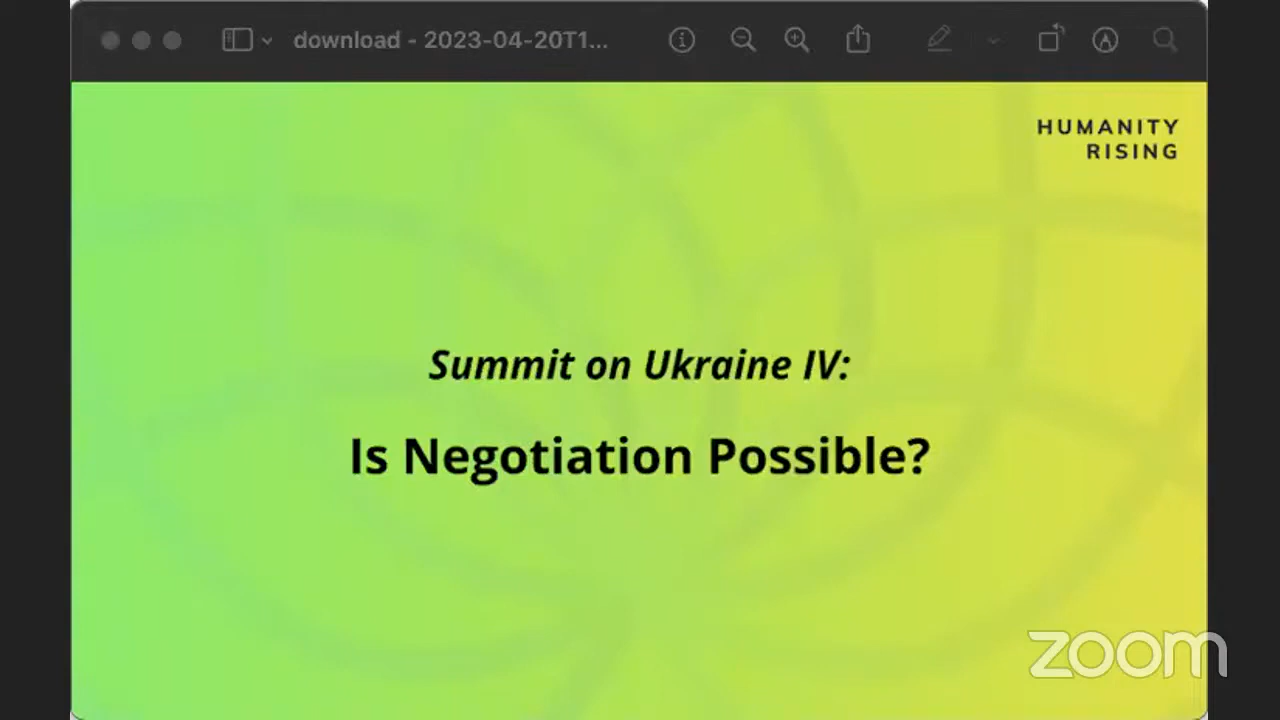 download - 2023-04-20T1...
HUMANITY
RISING
Summit on Ukraine IV:
Is Negotiation Possible?
zoom